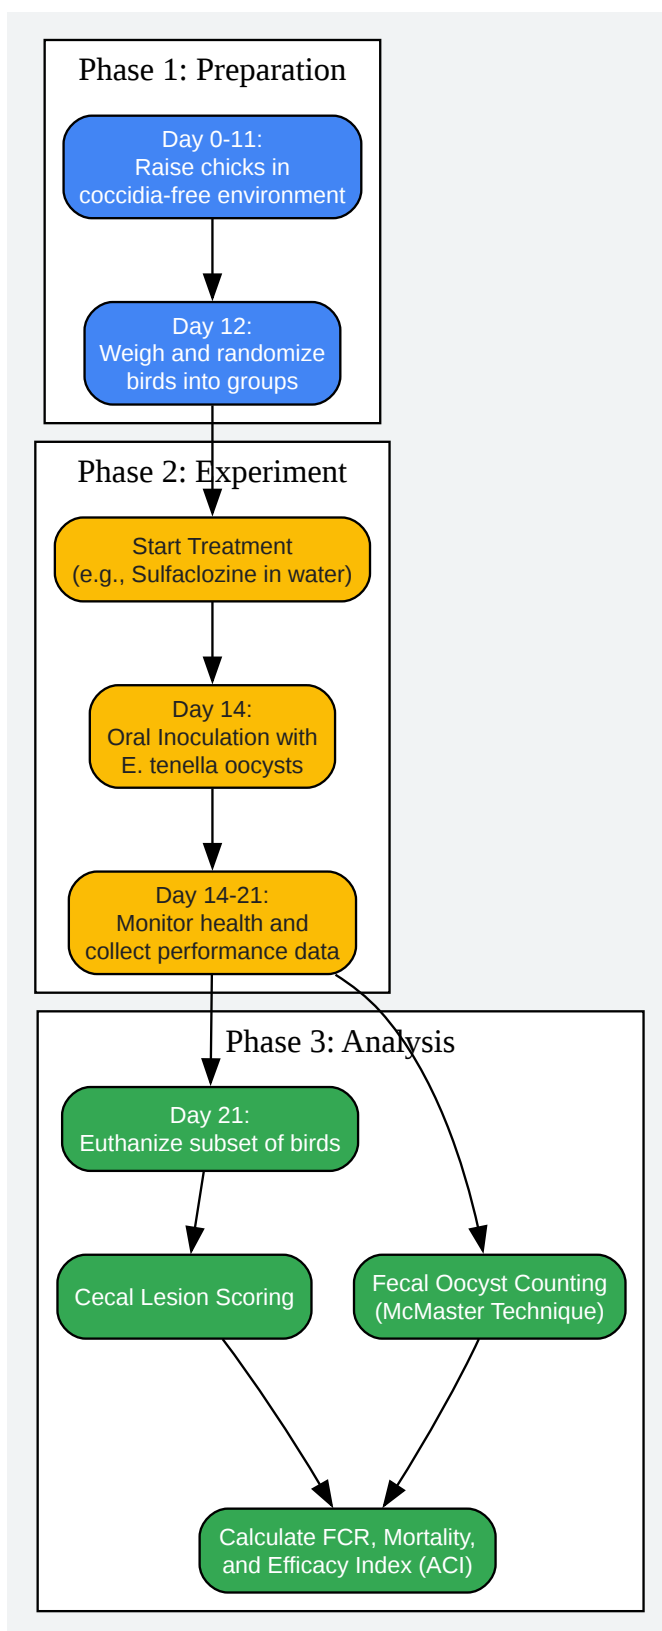 Phase 1: Preparation
Day 0-11:
Raise chicks in
coccidia-free environment
Day 12:
Weigh and randomize
birds into groups
Phase 2: Experiment
Start Treatment
(e.g., Sulfaclozine in water)
Day 14:
Oral Inoculation with
E. tenella oocysts
Day 14-21:
Monitor health and
collect performance data
Phase 3: Analysis
Day 21:
Euthanize subset of birds
Cecal Lesion Scoring
Fecal Oocyst Counting
(McMaster Technique)
Calculate FCR, Mortality,
and Efficacy Index (ACI)